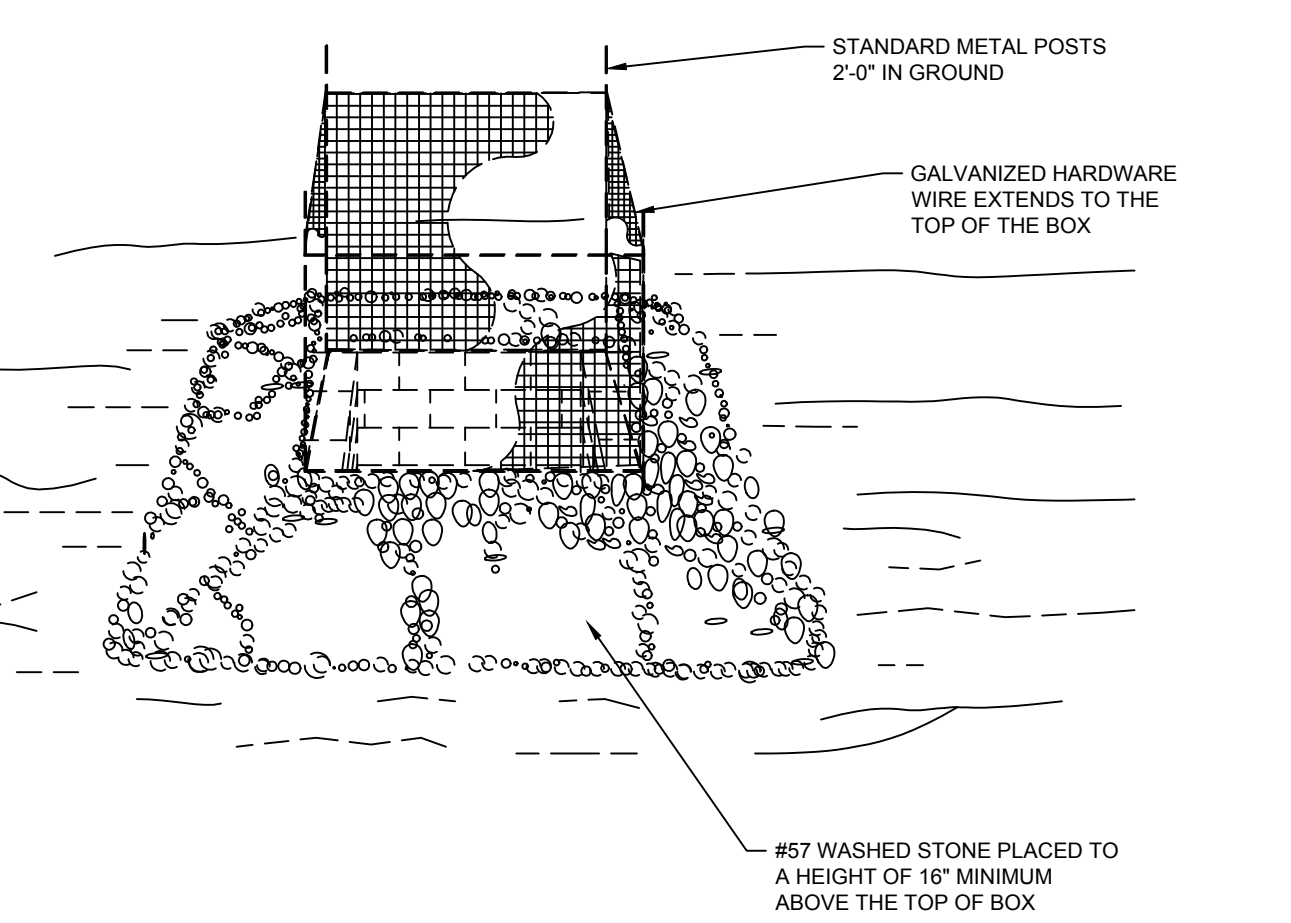 STANDARD METAL POSTS
2'-0" IN GROUND
GALVANIZED HARDWARE
WIRE EXTENDS TO THE
TOP OF THE BOX
#57 WASHED STONE PLACED TO
A HEIGHT OF 16" MINIMUM
ABOVE THE TOP OF BOX